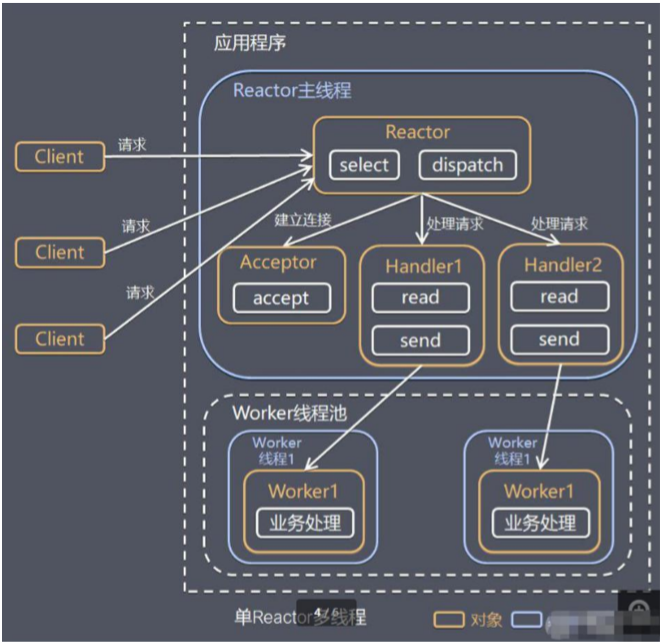 应用程序
Reactor主线程
Reactor
select
dispatch
Client
请求
Client
请求
Client
请求
建立连接
处理请求
处理请求
Acceptor
accept
Handler1
read
send
Handler2
read
send
Worker线程池
Worker
线程1
Worker1
业务处理
Worker
线程1
Worker1
业务处理
单Reactor多线程
4 / 6
对象